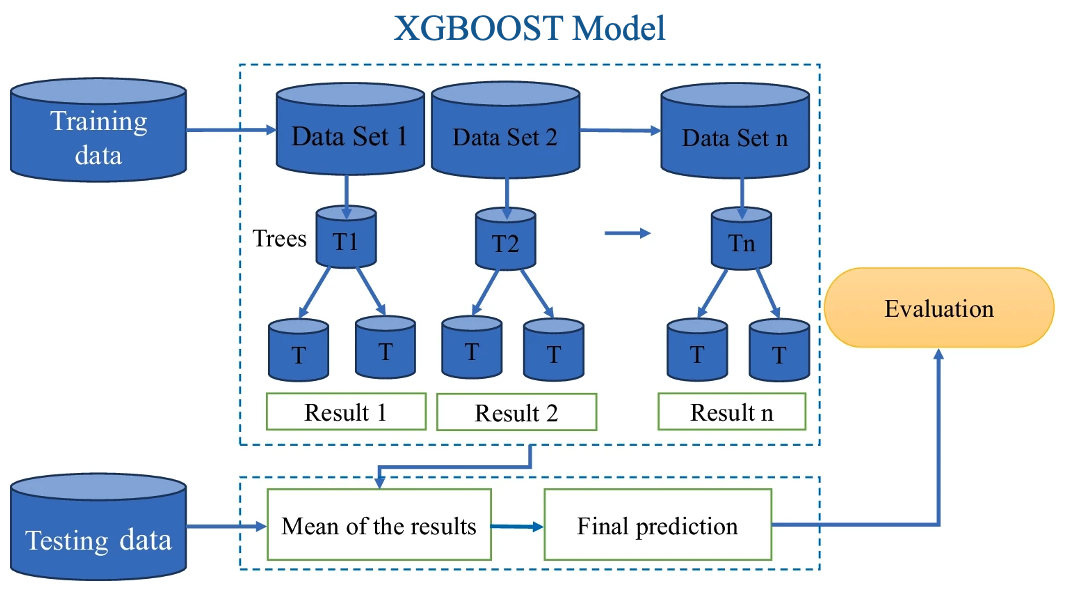 XGBOOST Model
Training
data
Data Set 1
Data Set 2
Data Set n
Trees
T1
T2
Tn
T
T
T
T
T
T
Result 1
Result 2
Result n
Evaluation
Testing data
Mean of the results
Final prediction